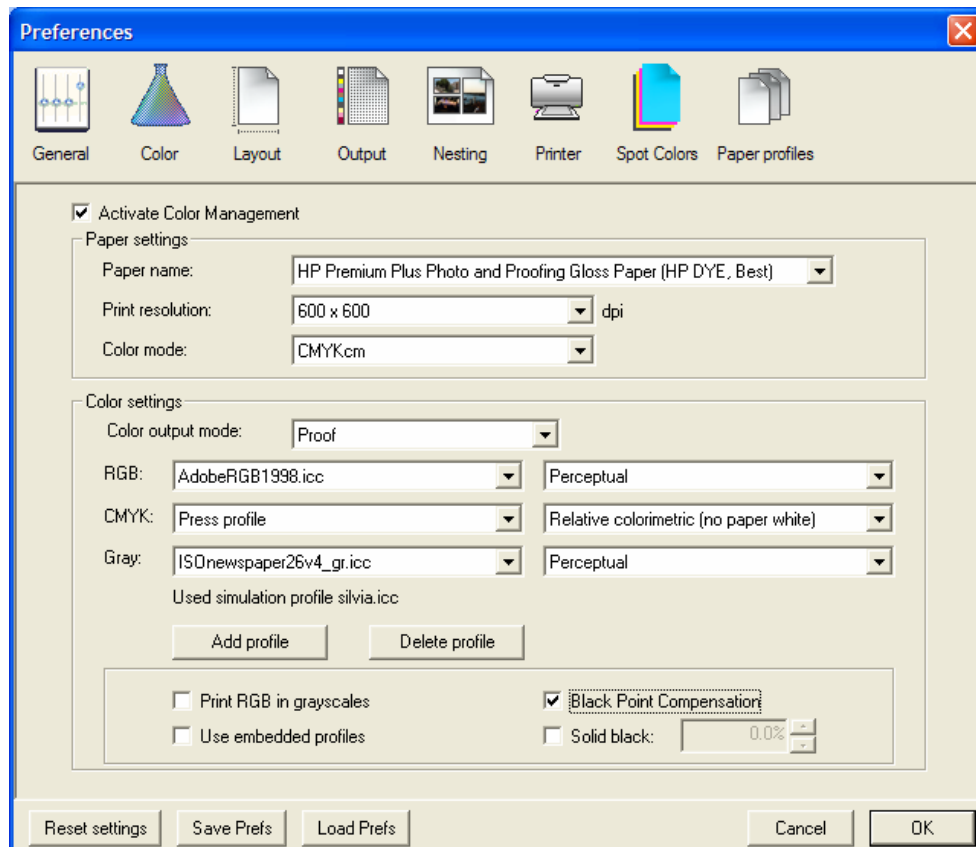 Preferences
General Color Layout Output Nesting Printer Spot Colors Paper profiles
Activate Color Management
Paper settings
Paper name: HP Premium Plus Photo and Proofing Gloss Paper (HP DYE, Best)
Print resolution: 600 x 600 dpi
Color mode: CMYKcm
Color settings
Color output mode: Proof
RGB: AdobeRGB1998.icc Perceptual
CMYK: Press profile Relative colorimetric (no paper white)
Gray: ISOnewspaper26v4_gr.icc Perceptual
Used simulation profile silvia.icc
Add profile Delete profile
Print RGB in grayscales Black Point Compensation
Use embedded profiles Solid black: 0.0%
Reset settings Save Prefs Load Prefs Cancel OK